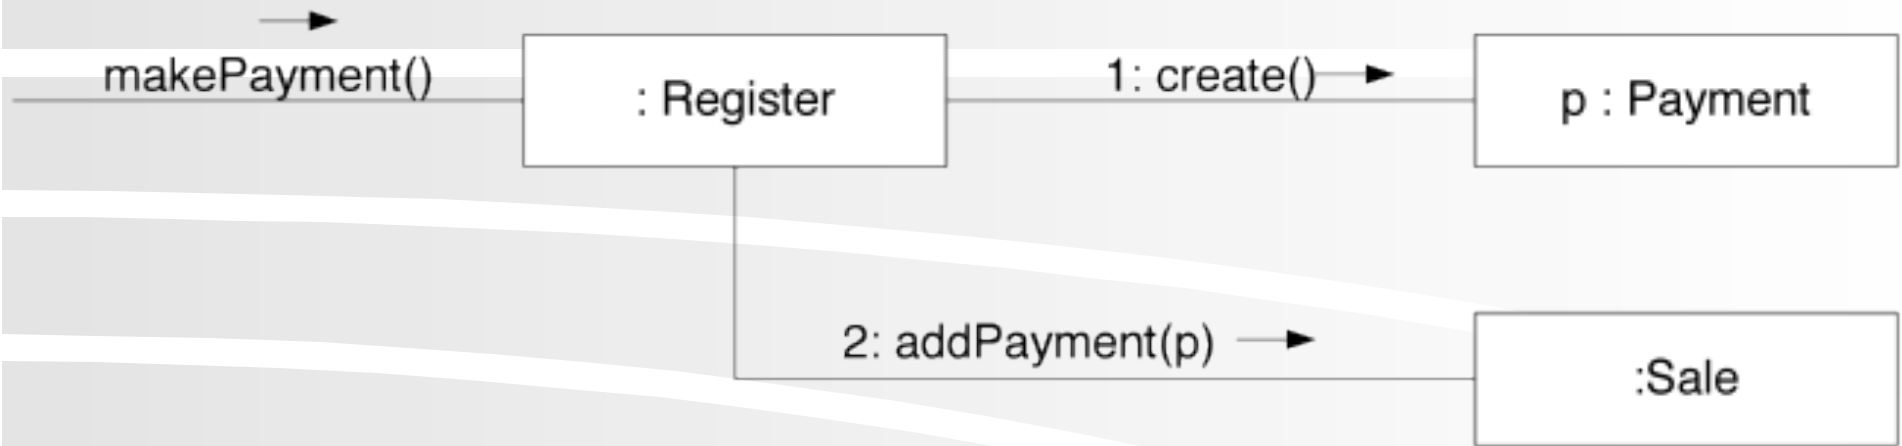 makePayment()
: Register
1: create()
p : Payment
2: addPayment(p)
:Sale